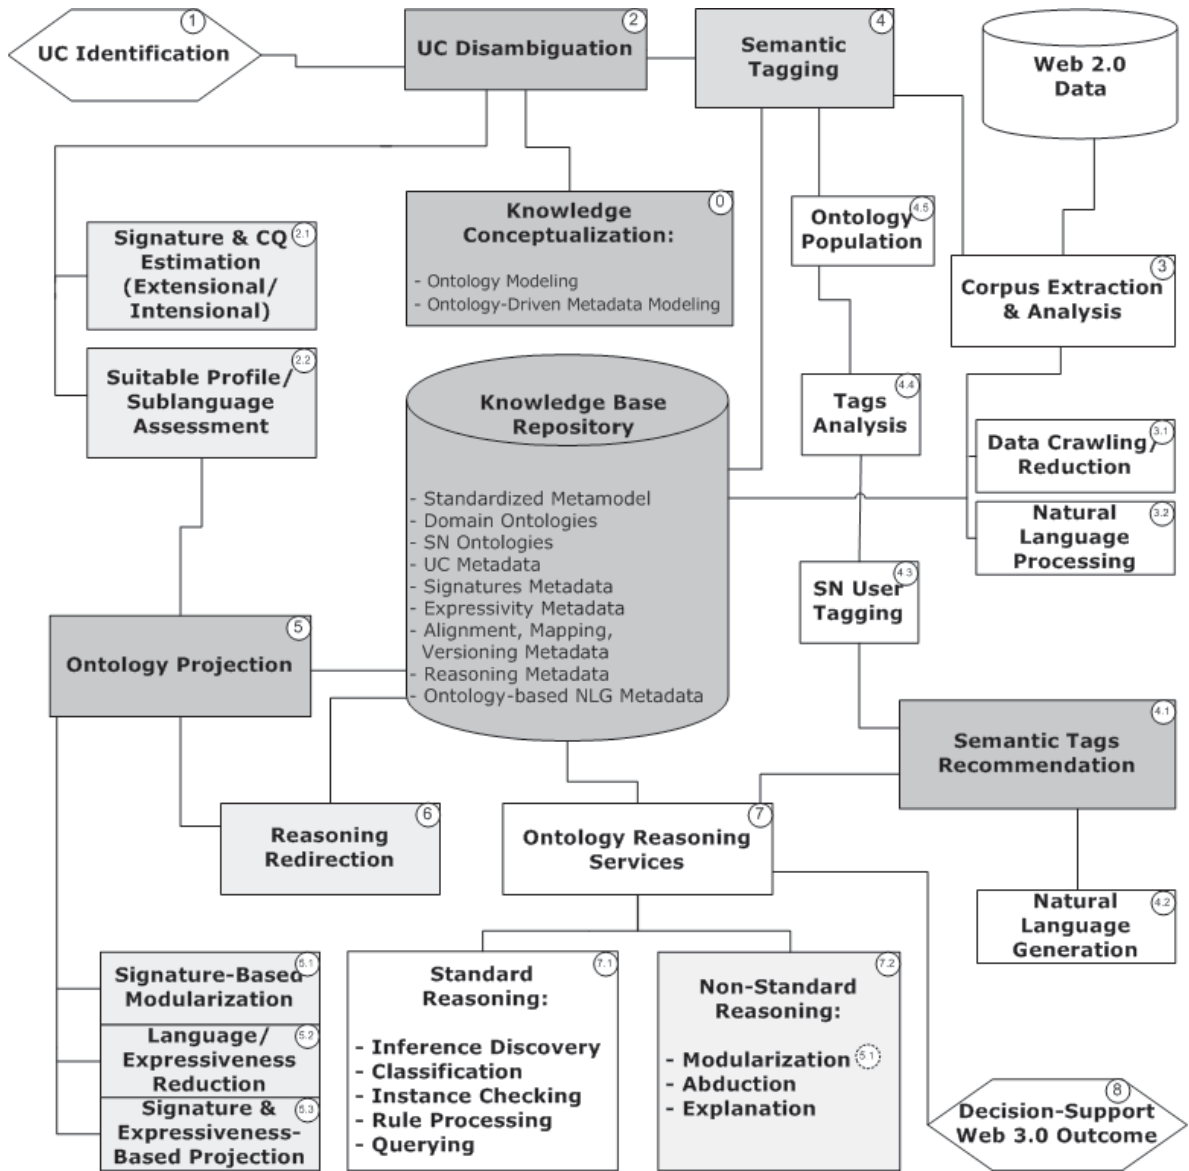 1
UC Identification
2
UC Disambiguation
4
Semantic
Tagging
Web 2.0
Data
0
Knowledge
Conceptualization:
- Ontology Modeling
- Ontology-Driven Metadata Modeling
2.1
Signature & CQ
Estimation
(Extensional/
Intensional)
2.2
Suitable Profile/
Sublanguage
Assessment
4.5
Ontology
Population
3
Corpus Extraction
& Analysis
4.4
Tags
Analysis
3.1
Data Crawling/
Reduction
3.2
Natural
Language
Processing
Knowledge Base
Repository
- Standardized Metamodel
- Domain Ontologies
- SN Ontologies
- UC Metadata
- Signatures Metadata
- Expressivity Metadata
- Alignment, Mapping,
Versioning Metadata
- Reasoning Metadata
- Ontology-based NLG Metadata
4.3
SN User
Tagging
5
Ontology Projection
4.1
Semantic Tags
Recommendation
6
Reasoning
Redirection
7
Ontology Reasoning
Services
4.2
Natural
Language
Generation
5.1
Signature-Based
Modularization
5.2
Language/
Expressiveness
Reduction
5.3
Signature &
Expressiveness-
Based Projection
7.1
Standard
Reasoning:
- Inference Discovery
- Classification
- Instance Checking
- Rule Processing
- Querying
7.2
Non-Standard
Reasoning:
- Modularization 5.1
- Abduction
- Explanation
8
Decision-Support
Web 3.0 Outcome